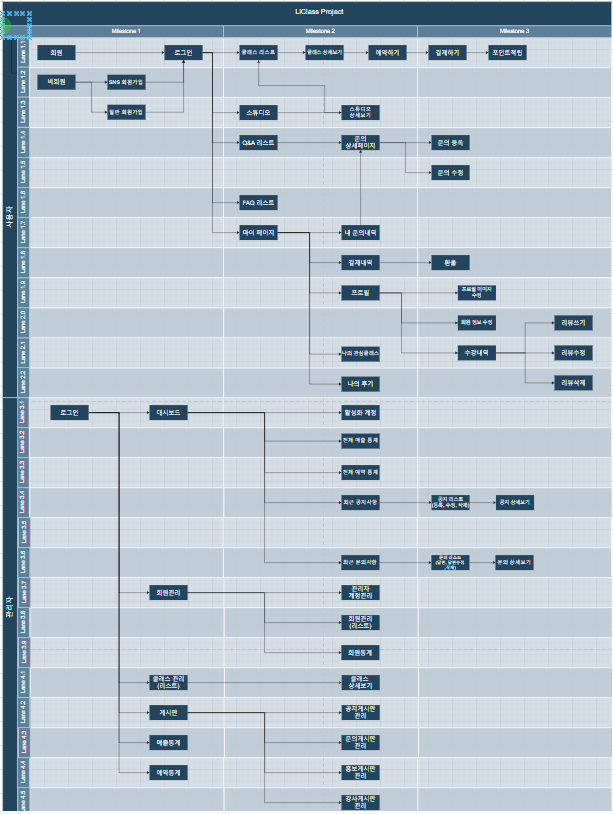 LiClass Project
Milestone 1
Milestone 2
Milestone 3
사용자
Lane 1.1
회원
로그인
클래스 리스트
클래스 상세보기
예약하기
결제하기
포인트적립
Lane 1.2
비회원
SNS 회원가입
Lane 1.3
일반 회원가입
스튜디오
스튜디오
상세보기
Lane 1.4
Q&A 리스트
문의
상세페이지
문의 등록
Lane 1.5
문의 수정
Lane 1.6
FAQ 리스트
Lane 1.7
마이 페이지
내 문의내역
Lane 1.8
결제내역
환불
Lane 1.9
프로필
프로필 이미지
수정
Lane 2.0
회원 정보 수정
리뷰쓰기
Lane 2.1
나의 관심클래스
수강내역
리뷰수정
Lane 2.2
나의 후기
리뷰삭제
관리자
Lane 3.1
로그인
대시보드
활성화 계정
Lane 3.2
전체 매출 통계
Lane 3.3
전체 예약 통계
Lane 3.4
최근 공지사항
공지 리스트
(등록, 수정, 삭제)
공지 상세보기
Lane 3.5
Lane 3.6
최근 문의사항
문의 리스트
(답변, 답변수정
,삭제)
문의 상세보기
Lane 3.7
회원관리
관리자
계정관리
Lane 3.8
회원관리
(리스트)
Lane 3.9
회원통계
Lane 4.1
클래스 관리
(리스트)
클래스
상세보기
Lane 4.2
게시판
공지게시판
관리
Lane 4.3
매출통계
문의게시판
관리
Lane 4.4
예약통계
홍보게시판
관리
Lane 4.5
강사게시판
관리